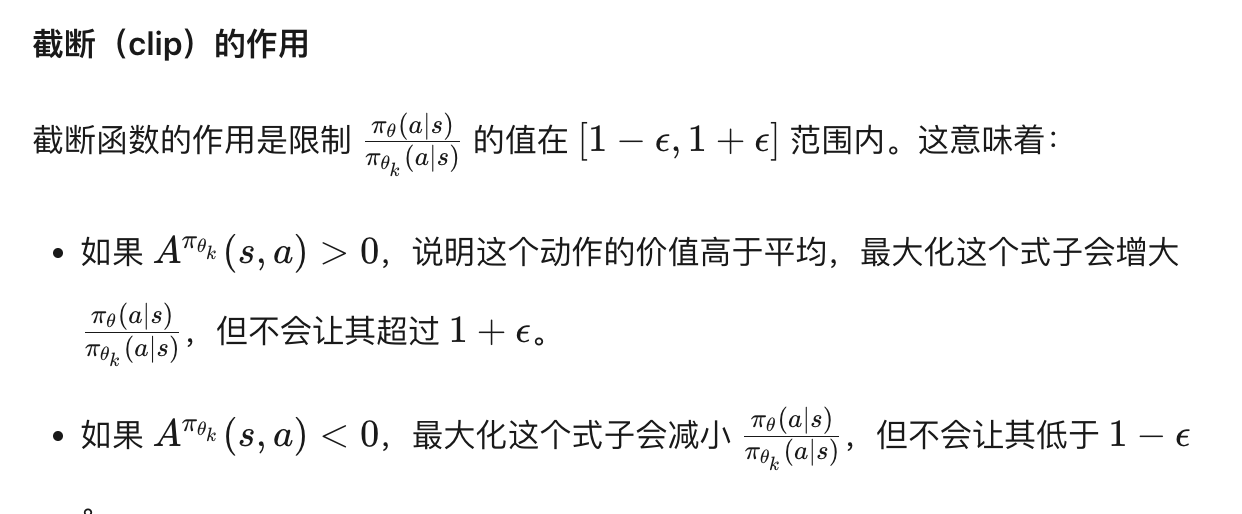 截断（clip）的作用
截断函数的作用是限制 $\frac{\pi_\theta(a|s)}{\pi_{\theta_k}(a|s)}$ 的值在 $[1-\epsilon, 1+\epsilon]$ 范围内。这意味着：
• 如果 $A^{\pi_{\theta_k}}(s, a) > 0$，说明这个动作的价值高于平均，最大化这个式子会增大
$\frac{\pi_\theta(a|s)}{\pi_{\theta_k}(a|s)}$，但不会让其超过 $1+\epsilon$。
• 如果 $A^{\pi_{\theta_k}}(s, a) < 0$，最大化这个式子会减小 $\frac{\pi_\theta(a|s)}{\pi_{\theta_k}(a|s)}$，但不会让其低于 $1-\epsilon$
。